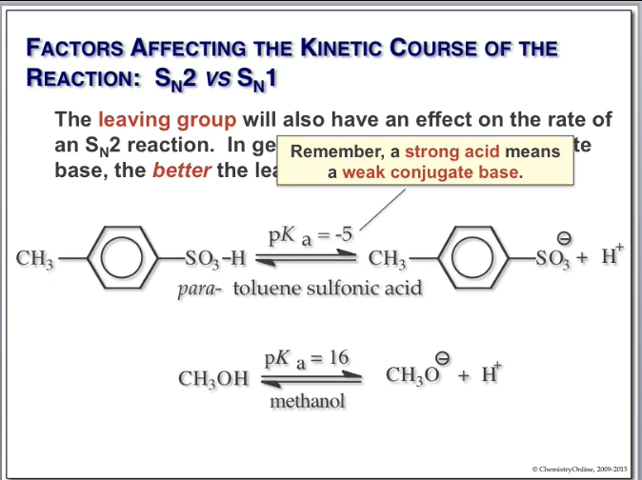 FACTORS AFFECTING THE KINETIC COURSE OF THE
REACTION: SN2 VS SN1
The leaving group will also have an effect on the rate of
an SN2 reaction. In ge
te
base, the better the lea
Remember, a strong acid means
a weak conjugate base.
pK a = -5
CH3 SO3-H CH3 SO3 ⊖ + H+
para- toluene sulfonic acid
pK a = 16
CH3OH CH3O ⊖ + H+
methanol
© ChemistryOnline, 2009-2015